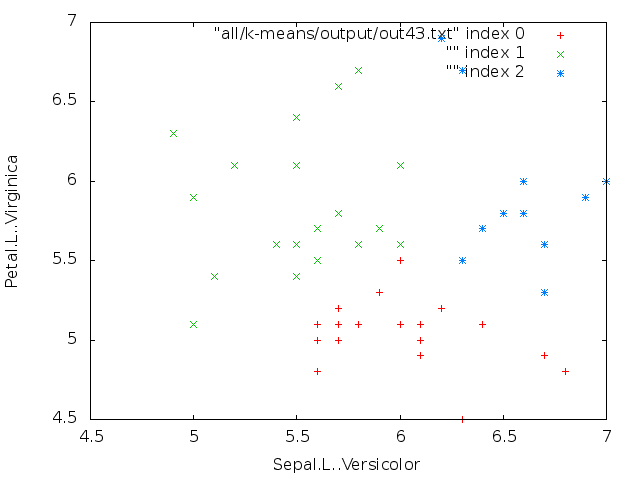 7
"all/k-means/output/out43.txt" index 0
"" index 1
"" index 2
6.5
6
5.5
5
4.5
Petal.L..Virginica
4.5 5 5.5 6 6.5 7
Sepal.L..Versicolor